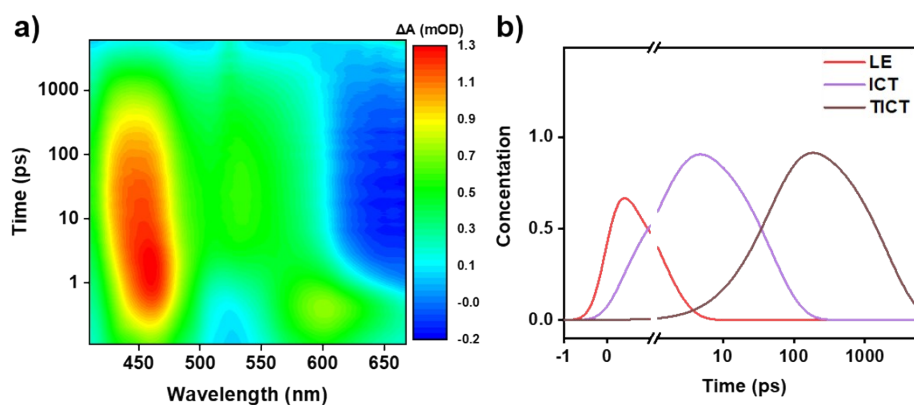 a)
ΔA (mOD)
1.3
1.1
0.9
0.7
0.5
0.3
0.1
-0.0
-0.2
1000
100
10
1
Time (ps)
450 500 550 600 650
Wavelength (nm)
b)
LE
ICT
TICT
1.0
0.5
0.0
Concentation
-1 0 10 100 1000
Time (ps)